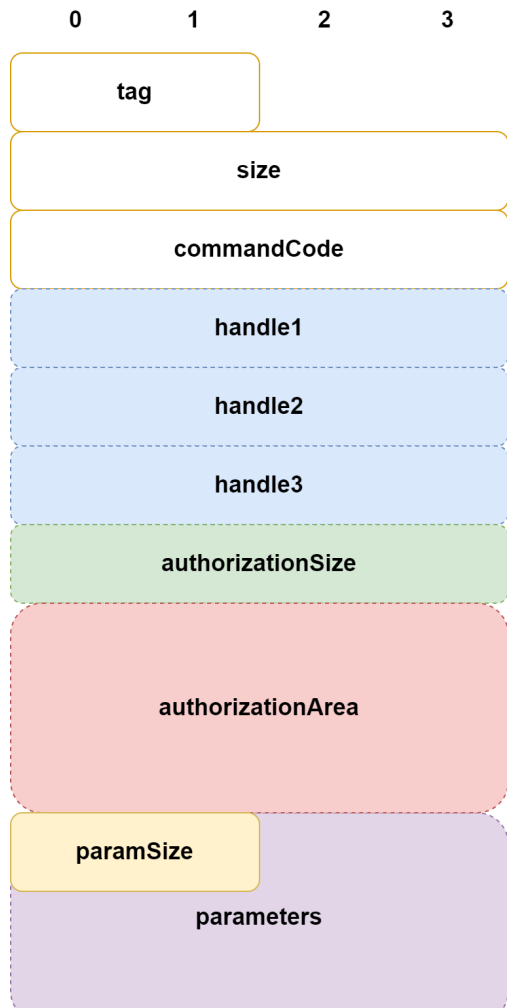 0 1 2 3
tag
size
commandCode
handle1
handle2
handle3
authorizationSize
authorizationArea
paramSize
parameters